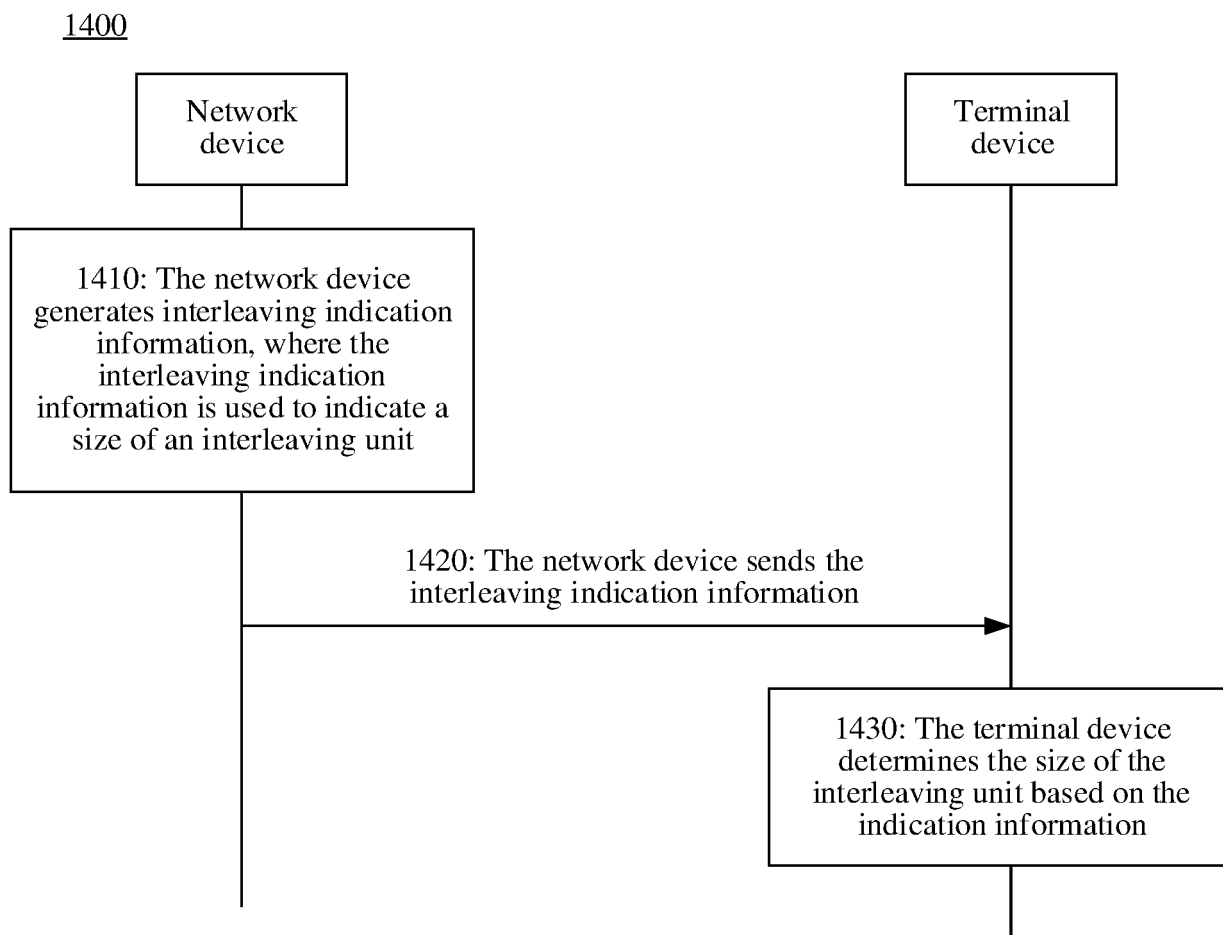 1400
Network
device
Terminal
device
1410: The network device
generates interleaving indication
information, where the
interleaving indication
information is used to indicate a
size of an interleaving unit
1420: The network device sends the
interleaving indication information
1430: The terminal device
determines the size of the
interleaving unit based on the
indication information